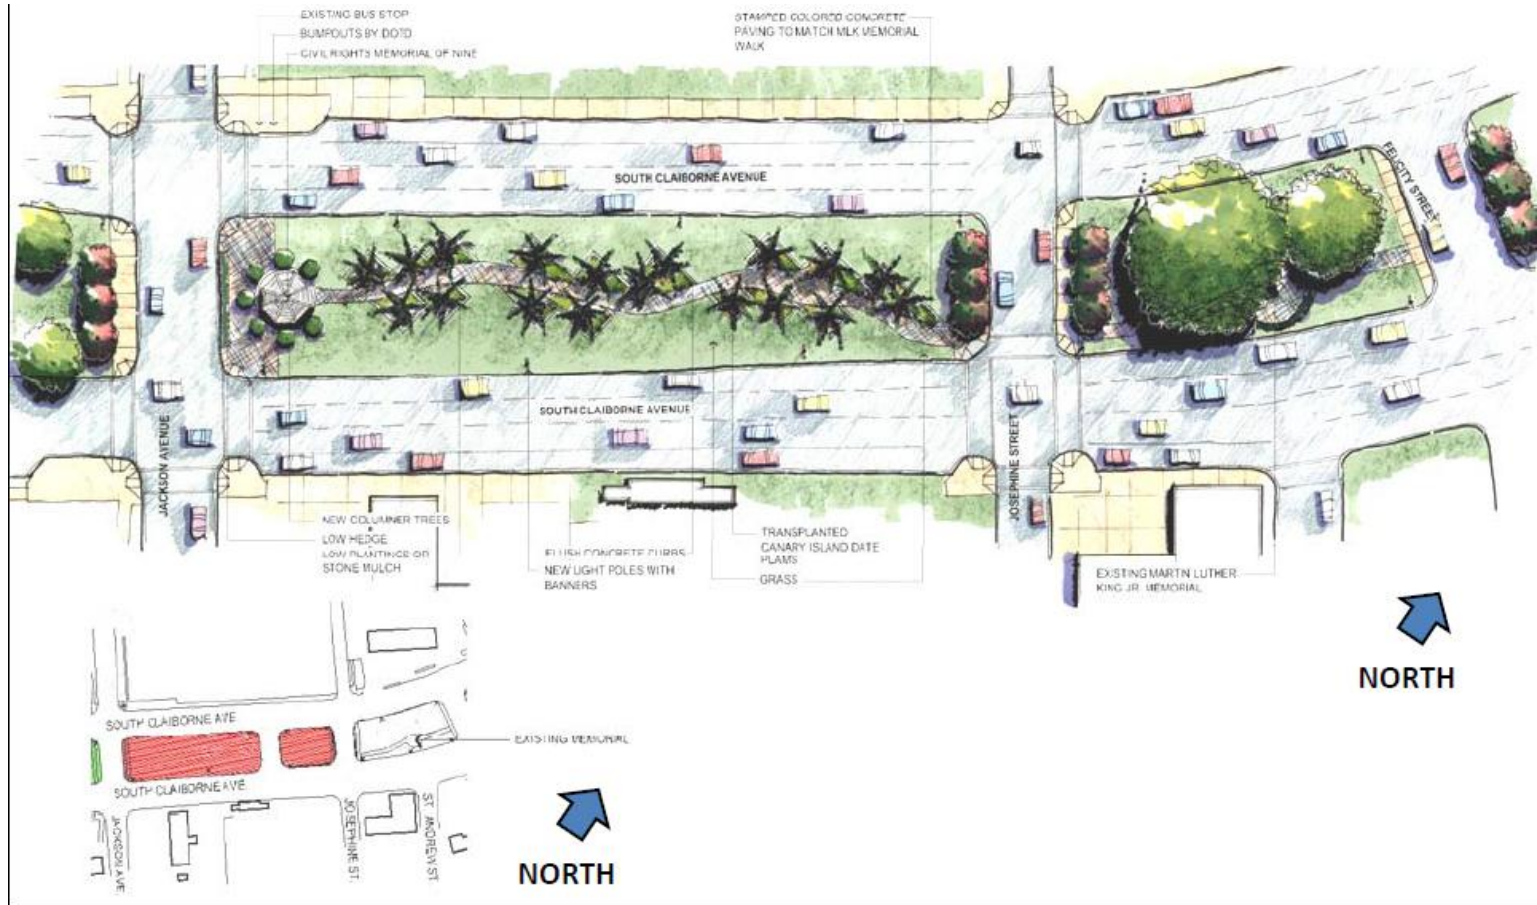 EXISTING BUS STOP
BUMPOUTS BY DOTD
CIVIL RIGHTS MEMORIAL OF NINE
STAMPED COLORED CONCRETE
PAVING TO MATCH MLK MEMORIAL
WALK
FELICITY STREET
SOUTH CLAIBORNE AVENUE
SOUTH CLAIBORNE AVENUE
JACKSON AVENUE
JOSEPHINE STREET
NEW COLUMNER TREES
LOW HEDGE
LOW PLANTINGS OR
STONE MULCH
FLUSH CONCRETE CURBS
NEW LIGHT POLES WITH
BANNERS
TRANSPLANTED
CANARY ISLAND DATE
PLAMS
GRASS
EXISTING MARTIN LUTHER
KING JR. MEMORIAL
NORTH
SOUTH CLAIBORNE AVE
EXISTING MEMORIAL
SOUTH CLAIBORNE AVE.
JACKSON AVE.
JOSEPHINE ST.
ST. ANDREW ST.
NORTH